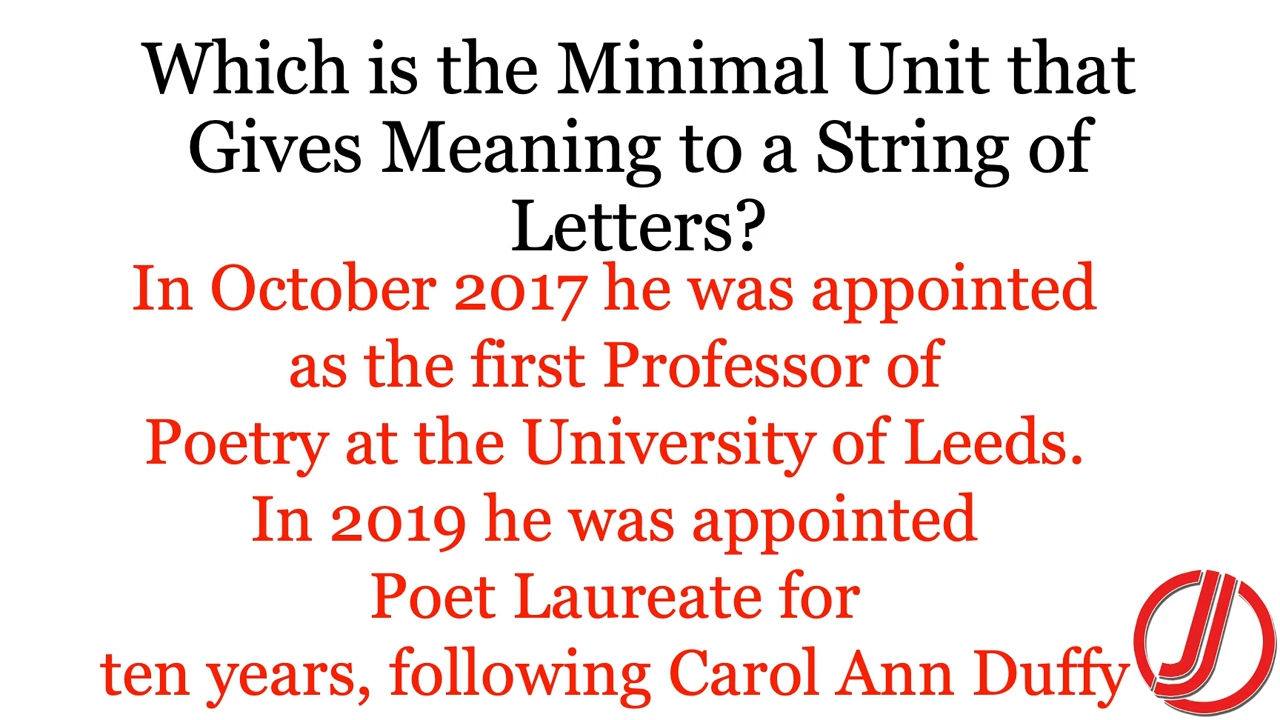 Which is the Minimal Unit that
Gives Meaning to a String of
Letters?
In October 2017 he was appointed
as the first Professor of
Poetry at the University of Leeds.
In 2019 he was appointed
Poet Laureate for
ten years, following Carol Ann Duffy